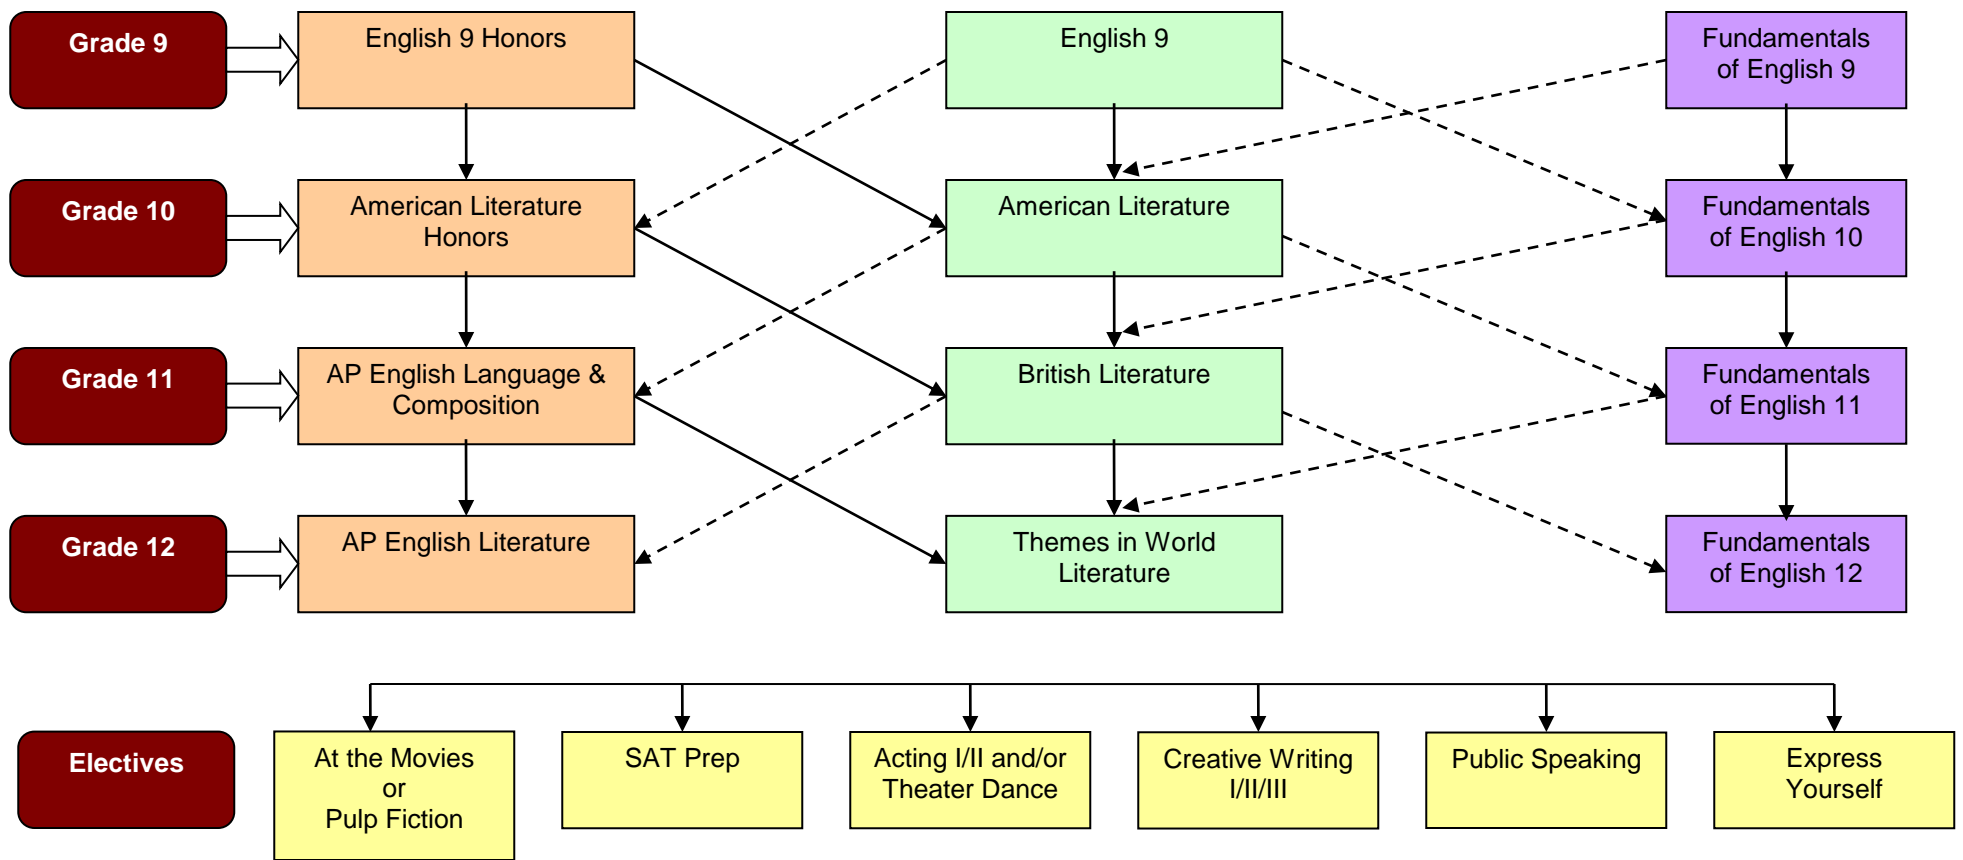 Grade 9
English 9 Honors
English 9
Fundamentals
of English 9
Grade 10
American Literature
Honors
American Literature
Fundamentals
of English 10
Grade 11
AP English Language &
Composition
British Literature
Fundamentals
of English 11
Grade 12
AP English Literature
Themes in World
Literature
Fundamentals
of English 12
Electives
At the Movies
or
Pulp Fiction
SAT Prep
Acting I/II and/or
Theater Dance
Creative Writing
I/II/III
Public Speaking
Express
Yourself